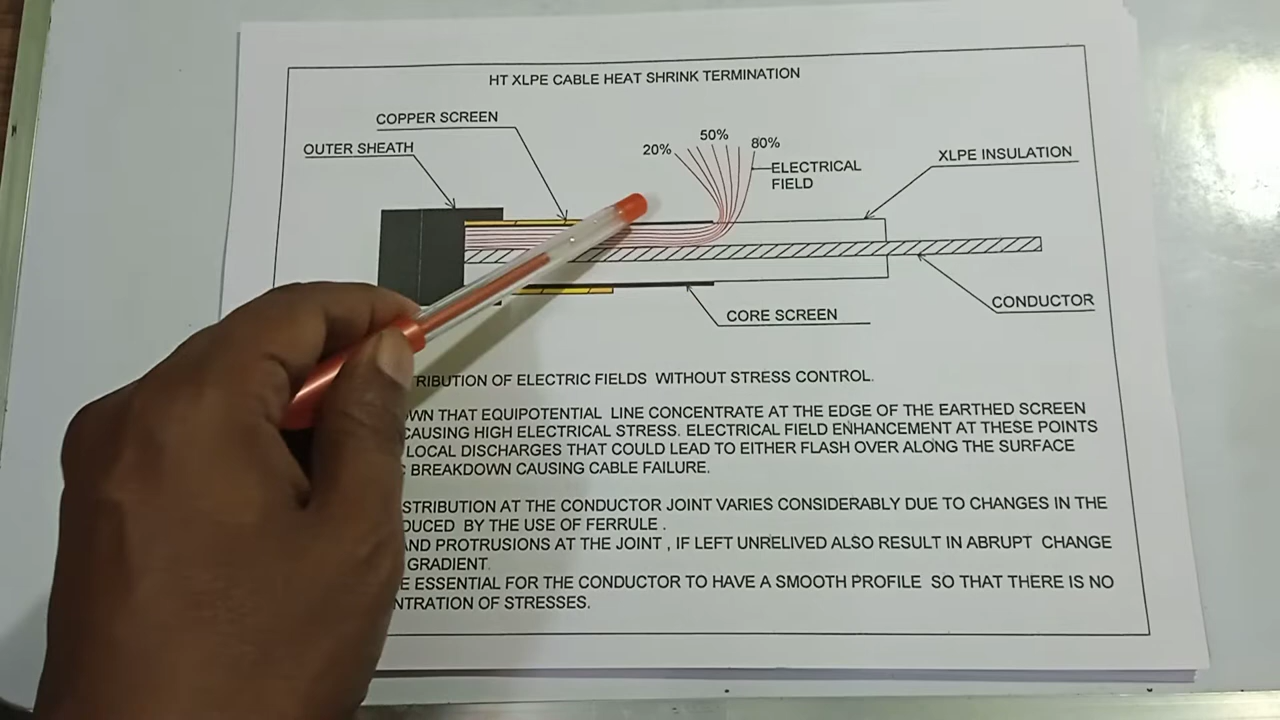 HT XLPE CABLE HEAT SHRINK TERMINATION
COPPER SCREEN
OUTER SHEATH
20%
50%
80%
ELECTRICAL
FIELD
XLPE INSULATION
CONDUCTOR
CORE SCREEN
OF ELECTRIC FIELDS WITHOUT STRESS CONTROL.
THAT EQUIPOTENTIAL LINE CONCENTRATE AT THE EDGE OF THE EARTHED SCREEN
CAUSING HIGH ELECTRICAL STRESS. ELECTRICAL FIELD ENHANCEMENT AT THESE POINTS
LOCAL DISCHARGES THAT COULD LEAD TO EITHER FLASH OVER ALONG THE SURFACE
BREAKDOWN CAUSING CABLE FAILURE.
AT THE CONDUCTOR JOINT VARIES CONSIDERABLY DUE TO CHANGES IN THE
BY THE USE OF FERRULE .
AND PROTRUSIONS AT THE JOINT , IF LEFT UNRELIVED ALSO RESULT IN ABRUPT CHANGE
GRADIENT.
ESSENTIAL FOR THE CONDUCTOR TO HAVE A SMOOTH PROFILE SO THAT THERE IS NO
OF STRESSES.